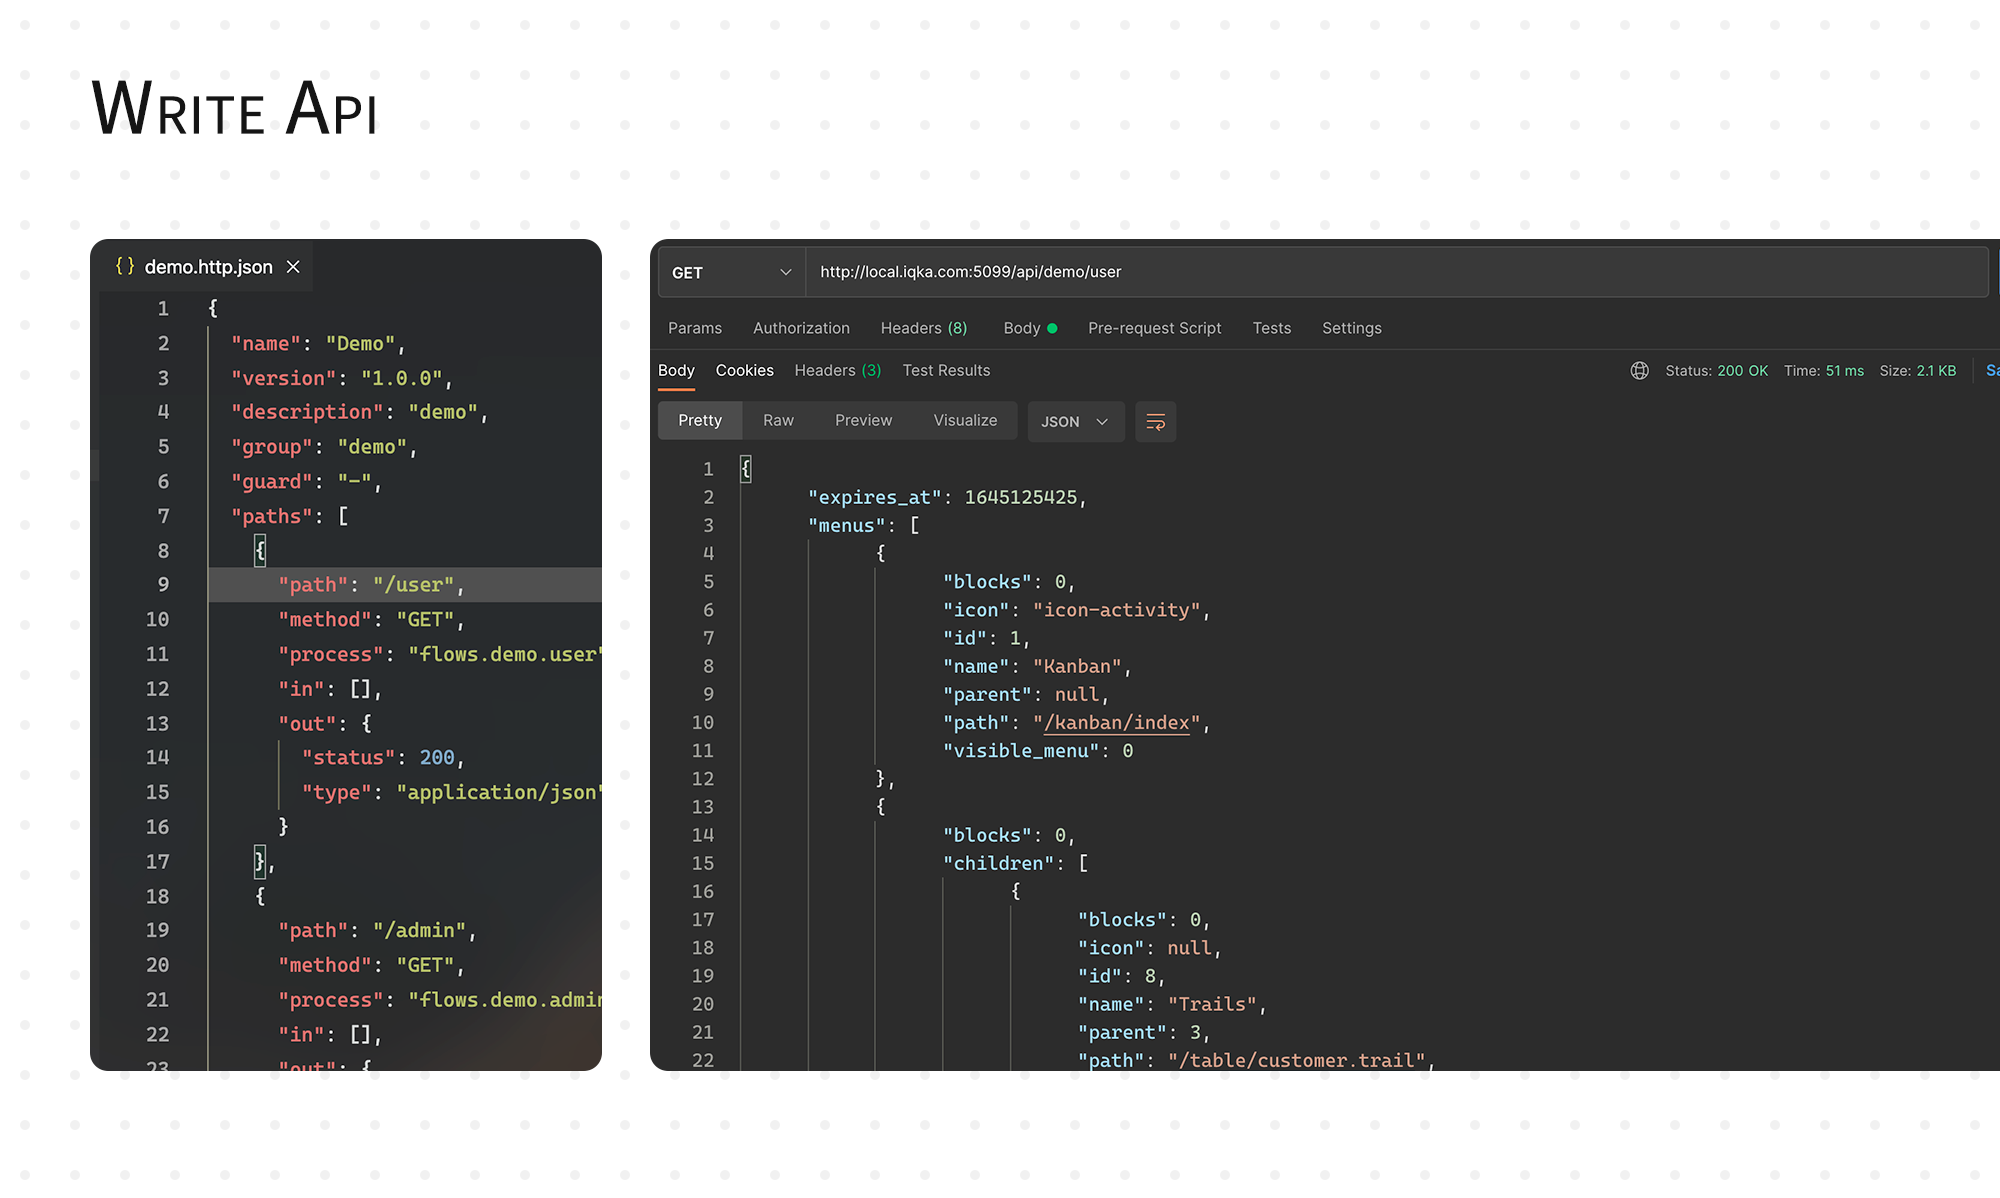 Write Api
{} demo.http.json ×
1 {
2 "name": "Demo",
3 "version": "1.0.0",
4 "description": "demo",
5 "group": "demo",
6 "guard": "-",
7 "paths": [
8 {
9 "path": "/user",
10 "method": "GET",
11 "process": "flows.demo.user"
12 "in": [],
13 "out": {
14 "status": 200,
15 "type": "application/json"
16 }
17 },
18 {
19 "path": "/admin",
20 "method": "GET",
21 "process": "flows.demo.admin
22 "in": [],
23 "out": {
GET http://local.iqka.com:5099/api/demo/user
Params Authorization Headers (8) Body Pre-request Script Tests Settings
Body Cookies Headers (3) Test Results Status: 200 OK Time: 51 ms Size: 2.1 KB Sa
Pretty Raw Preview Visualize JSON
1 {
2 "expires_at": 1645125425,
3 "menus": [
4 {
5 "blocks": 0,
6 "icon": "icon-activity",
7 "id": 1,
8 "name": "Kanban",
9 "parent": null,
10 "path": "/kanban/index",
11 "visible_menu": 0
12 },
13 {
14 "blocks": 0,
15 "children": [
16 {
17 "blocks": 0,
18 "icon": null,
19 "id": 8,
20 "name": "Trails",
21 "parent": 3,
22 "path": "/table/customer.trail",